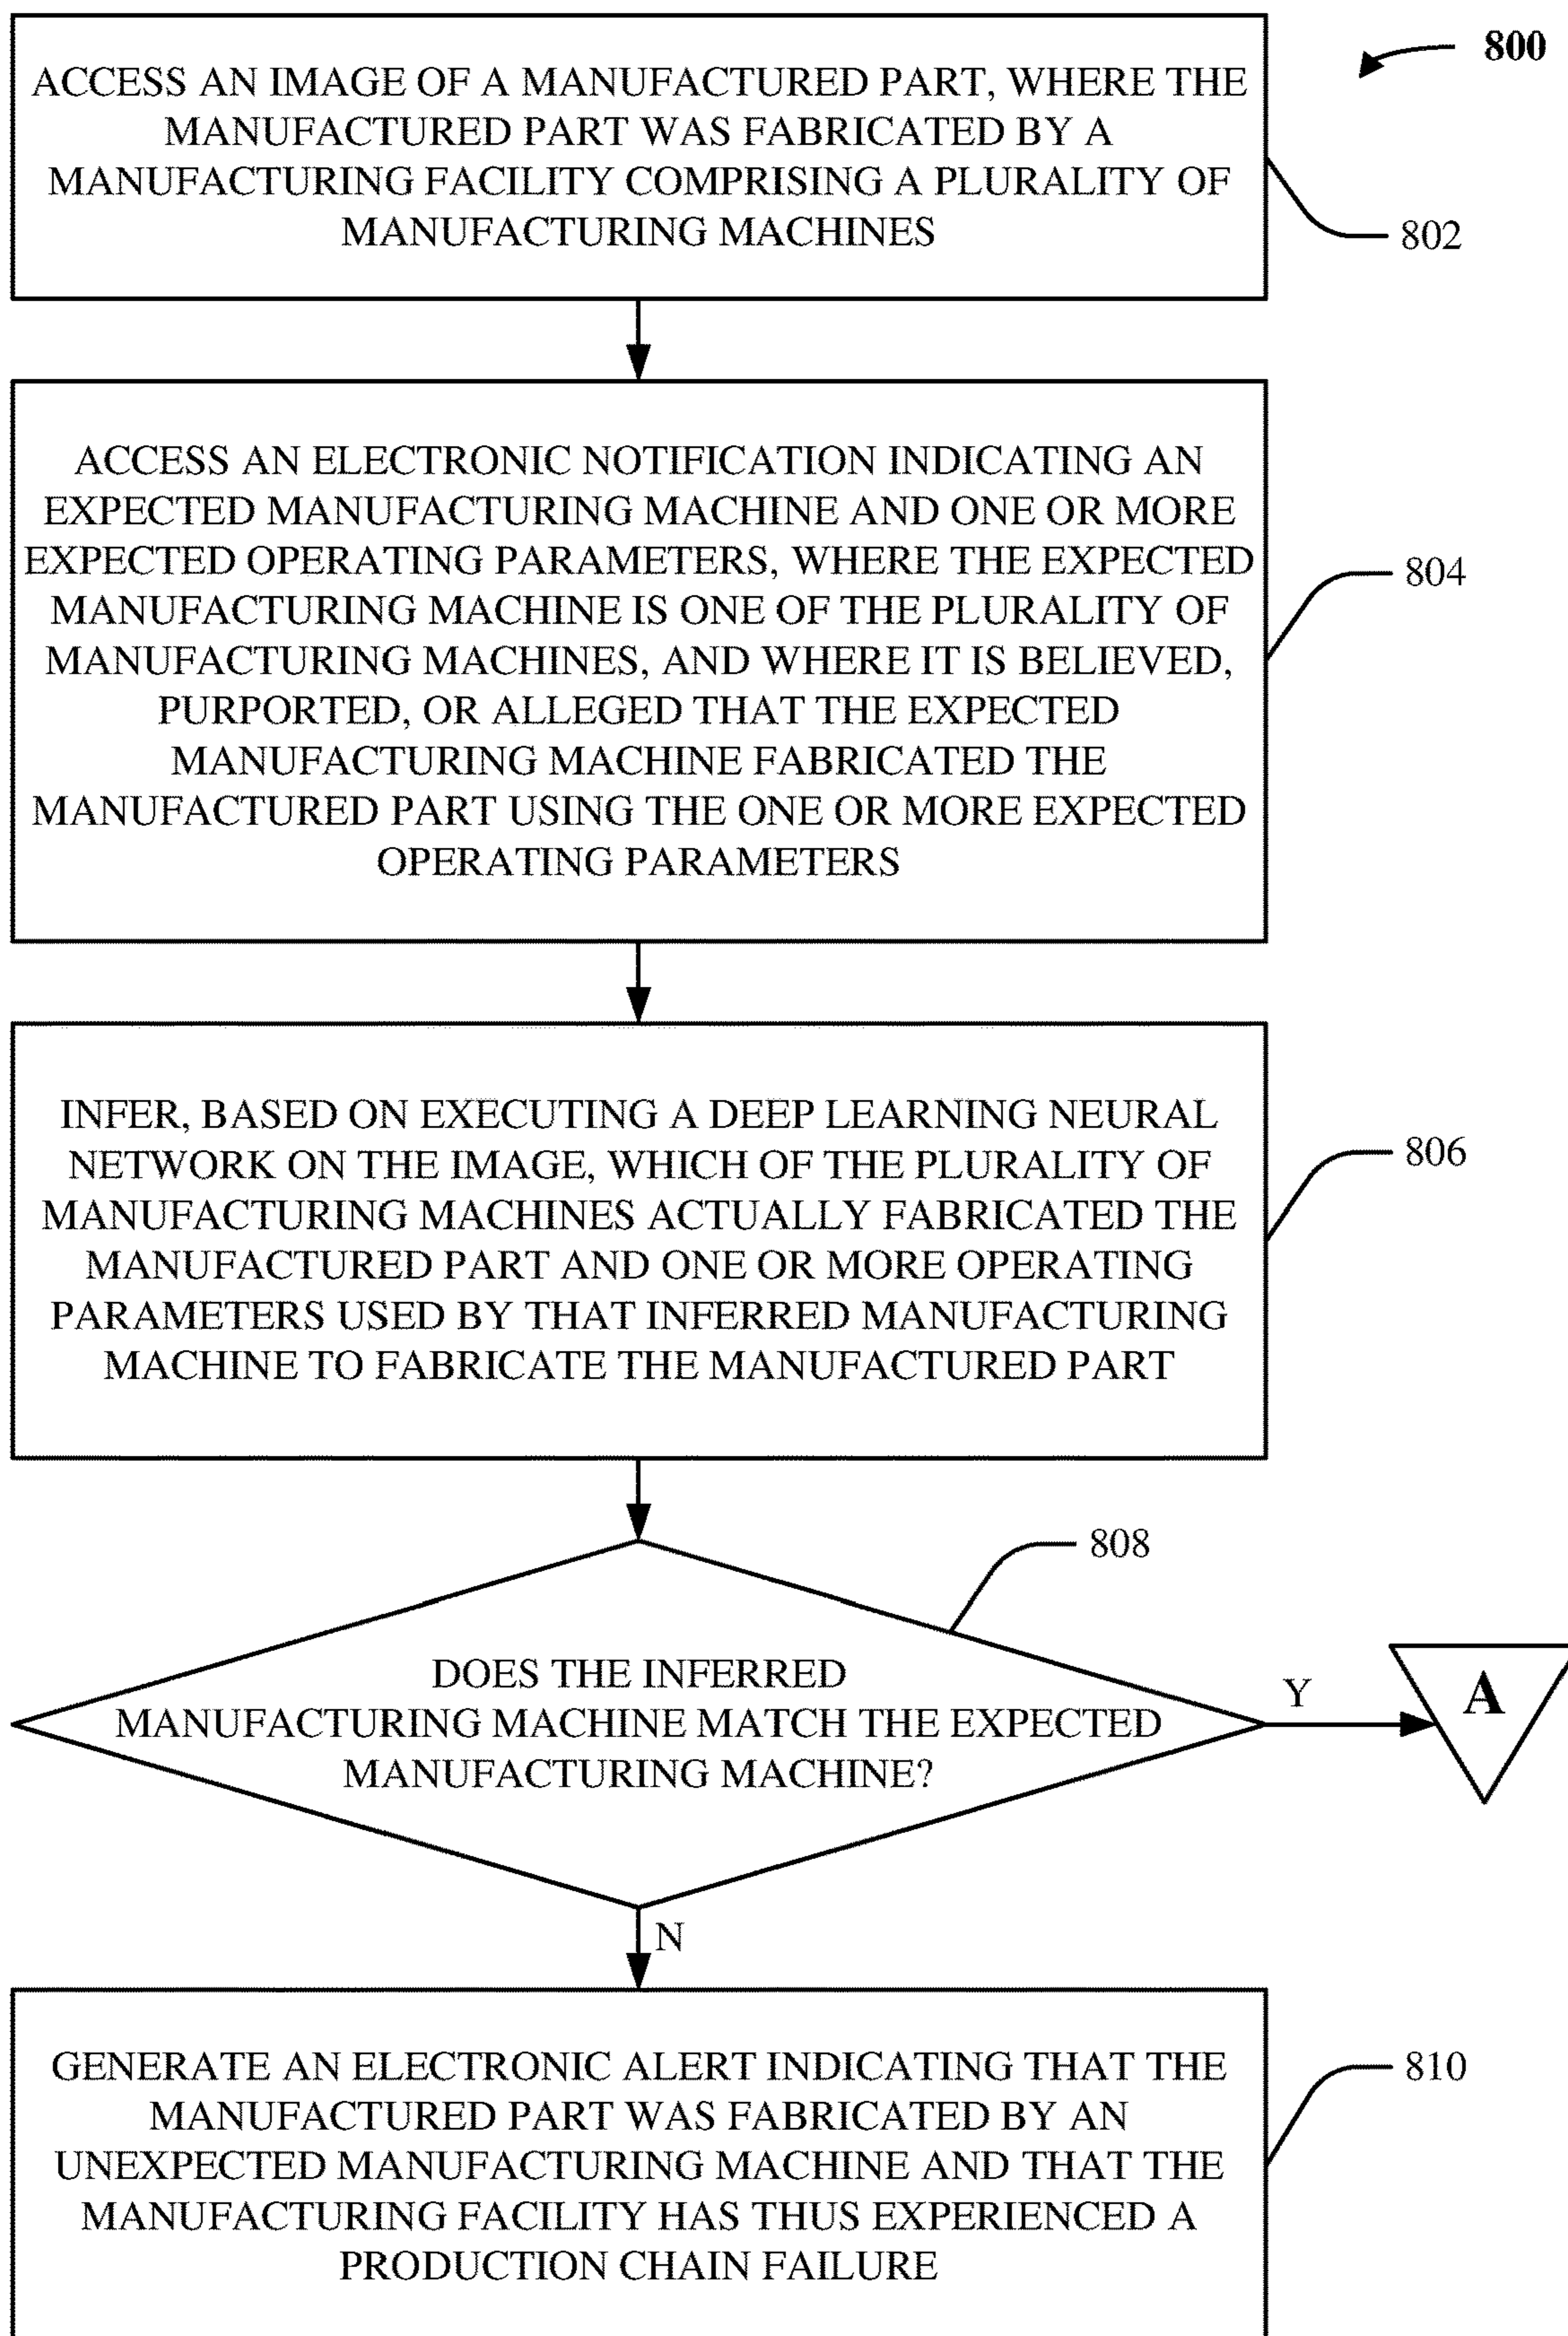 800
ACCESS AN IMAGE OF A MANUFACTURED PART, WHERE THE
MANUFACTURED PART WAS FABRICATED BY A
MANUFACTURING FACILITY COMPRISING A PLURALITY OF
MANUFACTURING MACHINES
802
ACCESS AN ELECTRONIC NOTIFICATION INDICATING AN
EXPECTED MANUFACTURING MACHINE AND ONE OR MORE
EXPECTED OPERATING PARAMETERS, WHERE THE EXPECTED
MANUFACTURING MACHINE IS ONE OF THE PLURALITY OF
MANUFACTURING MACHINES, AND WHERE IT IS BELIEVED,
PURPORTED, OR ALLEGED THAT THE EXPECTED
MANUFACTURING MACHINE FABRICATED THE
MANUFACTURED PART USING THE ONE OR MORE EXPECTED
OPERATING PARAMETERS
804
INFER, BASED ON EXECUTING A DEEP LEARNING NEURAL
NETWORK ON THE IMAGE, WHICH OF THE PLURALITY OF
MANUFACTURING MACHINES ACTUALLY FABRICATED THE
MANUFACTURED PART AND ONE OR MORE OPERATING
PARAMETERS USED BY THAT INFERRED MANUFACTURING
MACHINE TO FABRICATE THE MANUFACTURED PART
806
808
DOES THE INFERRED
MANUFACTURING MACHINE MATCH THE EXPECTED
MANUFACTURING MACHINE?
Y
A
N
GENERATE AN ELECTRONIC ALERT INDICATING THAT THE
MANUFACTURED PART WAS FABRICATED BY AN
UNEXPECTED MANUFACTURING MACHINE AND THAT THE
MANUFACTURING FACILITY HAS THUS EXPERIENCED A
PRODUCTION CHAIN FAILURE
810